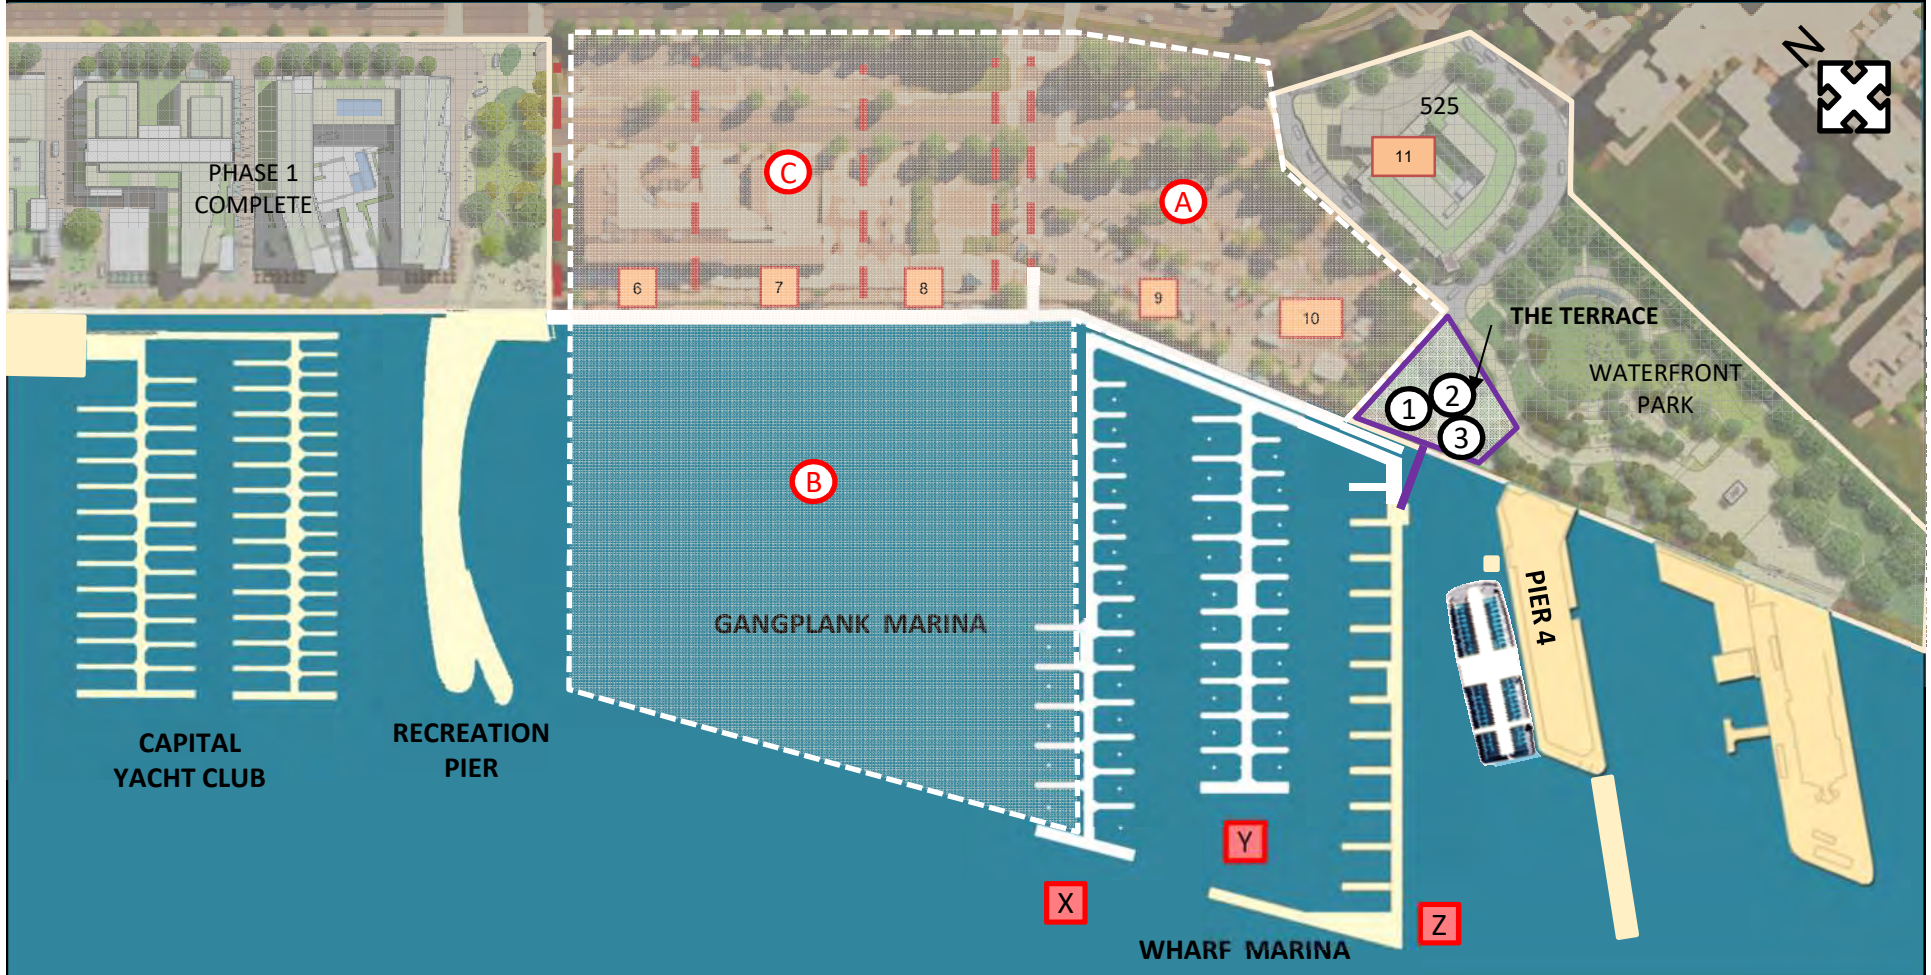 N
525
11
PHASE 1
COMPLETE
C
A
6
7
8
9
10
THE TERRACE
WATERFRONT
PARK
1
2
3
B
GANGPLANK MARINA
PIER 4
CAPITAL
YACHT CLUB
RECREATION
PIER
X
Y
Z
WHARF MARINA